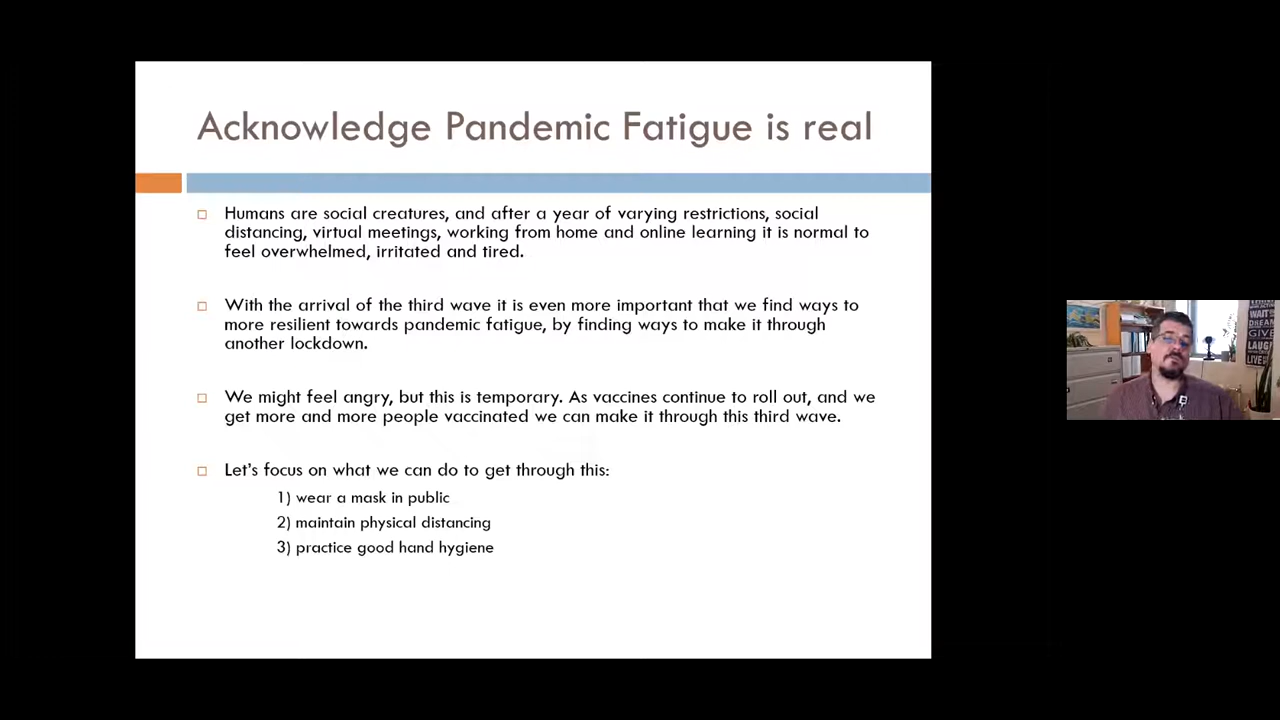 Acknowledge Pandemic Fatigue is real
Humans are social creatures, and after a year of varying restrictions, social
distancing, virtual meetings, working from home and online learning it is normal to
feel overwhelmed, irritated and tired.
With the arrival of the third wave it is even more important that we find ways to
more resilient towards pandemic fatigue, by finding ways to make it through
another lockdown.
We might feel angry, but this is temporary. As vaccines continue to roll out, and we
get more and more people vaccinated we can make it through this third wave.
Let's focus on what we can do to get through this:
1) wear a mask in public
2) maintain physical distancing
3) practice good hand hygiene
WAIT
DREAM
GIVE
LAUGH
LIVE